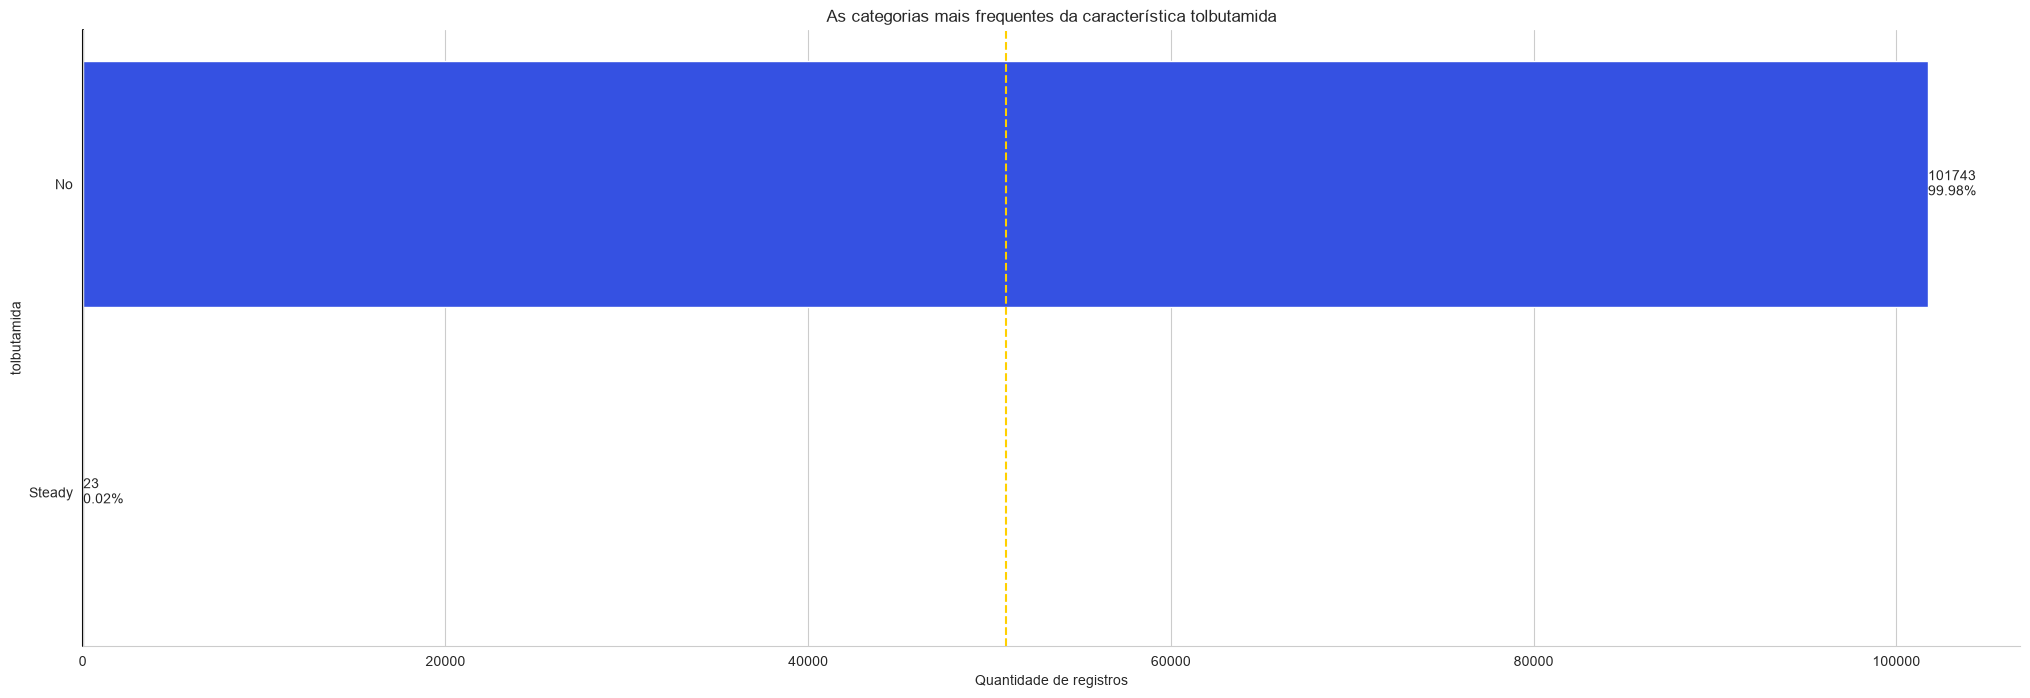 As categorias mais frequentes da característica tolbutamida
tolbutamida
No
101743
99.98%
Steady
23
0.02%
0 20000 40000 60000 80000 100000
Quantidade de registros